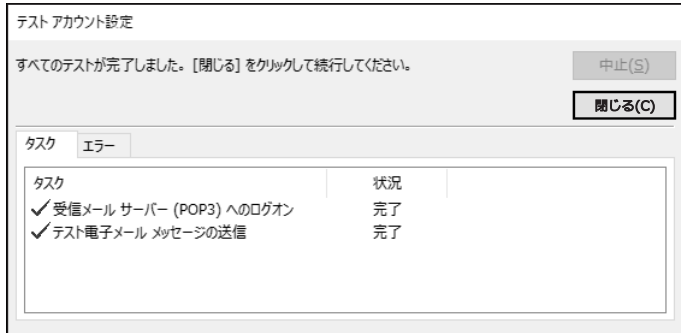 テスト アカウント設定
すべてのテストが完了しました。[閉じる] をクリックして続行してください。
中止(S)
閉じる(C)
タスク エラー
タスク 状況
受信メール サーバー (POP3) へのログオン 完了
テスト電子メール メッセージの送信 完了